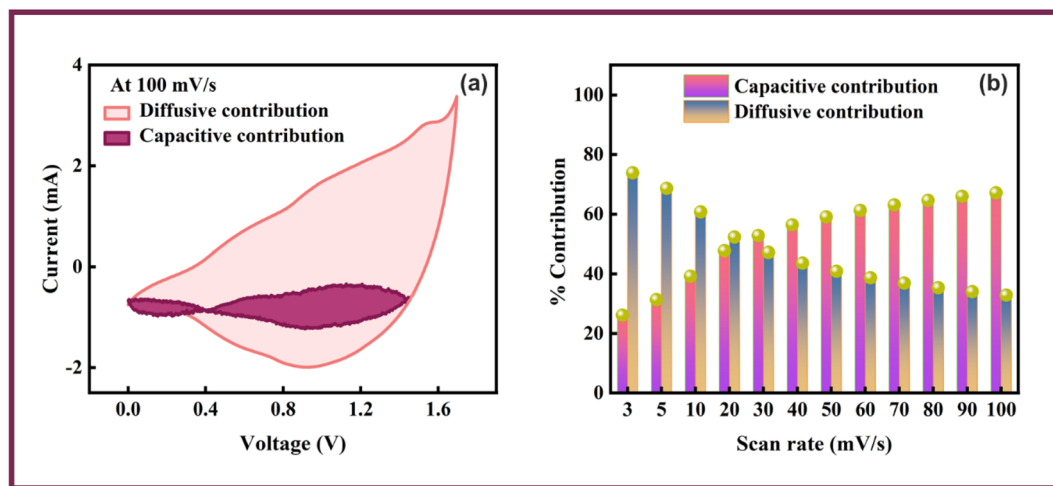 (a)
At 100 mV/s
Diffusive contribution
Capacitive contribution
Current (mA)
4
2
0
-2
0.0 0.4 0.8 1.2 1.6
Voltage (V)
(b)
Capacitive contribution
Diffusive contribution
% Contribution
100
80
60
40
20
0
3 5 10 20 30 40 50 60 70 80 90 100
Scan rate (mV/s)